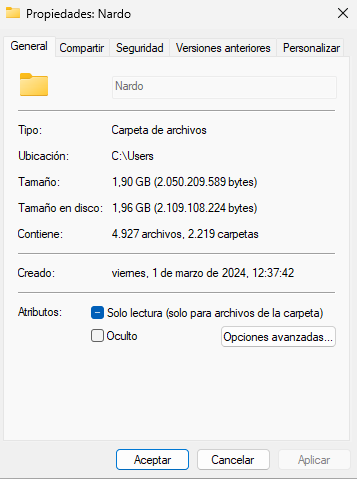 Propiedades: Nardo
General Compartir Seguridad Versiones anteriores Personalizar
Nardo
Tipo: Carpeta de archivos
Ubicación: C:\Users
Tamaño: 1,90 GB (2.050.209.589 bytes)
Tamaño en disco: 1,96 GB (2.109.108.224 bytes)
Contiene: 4.927 archivos, 2.219 carpetas
Creado: viernes, 1 de marzo de 2024, 12:37:42
Atributos: Solo lectura (solo para archivos de la carpeta)
Oculto Opciones avanzadas...
Aceptar Cancelar Aplicar